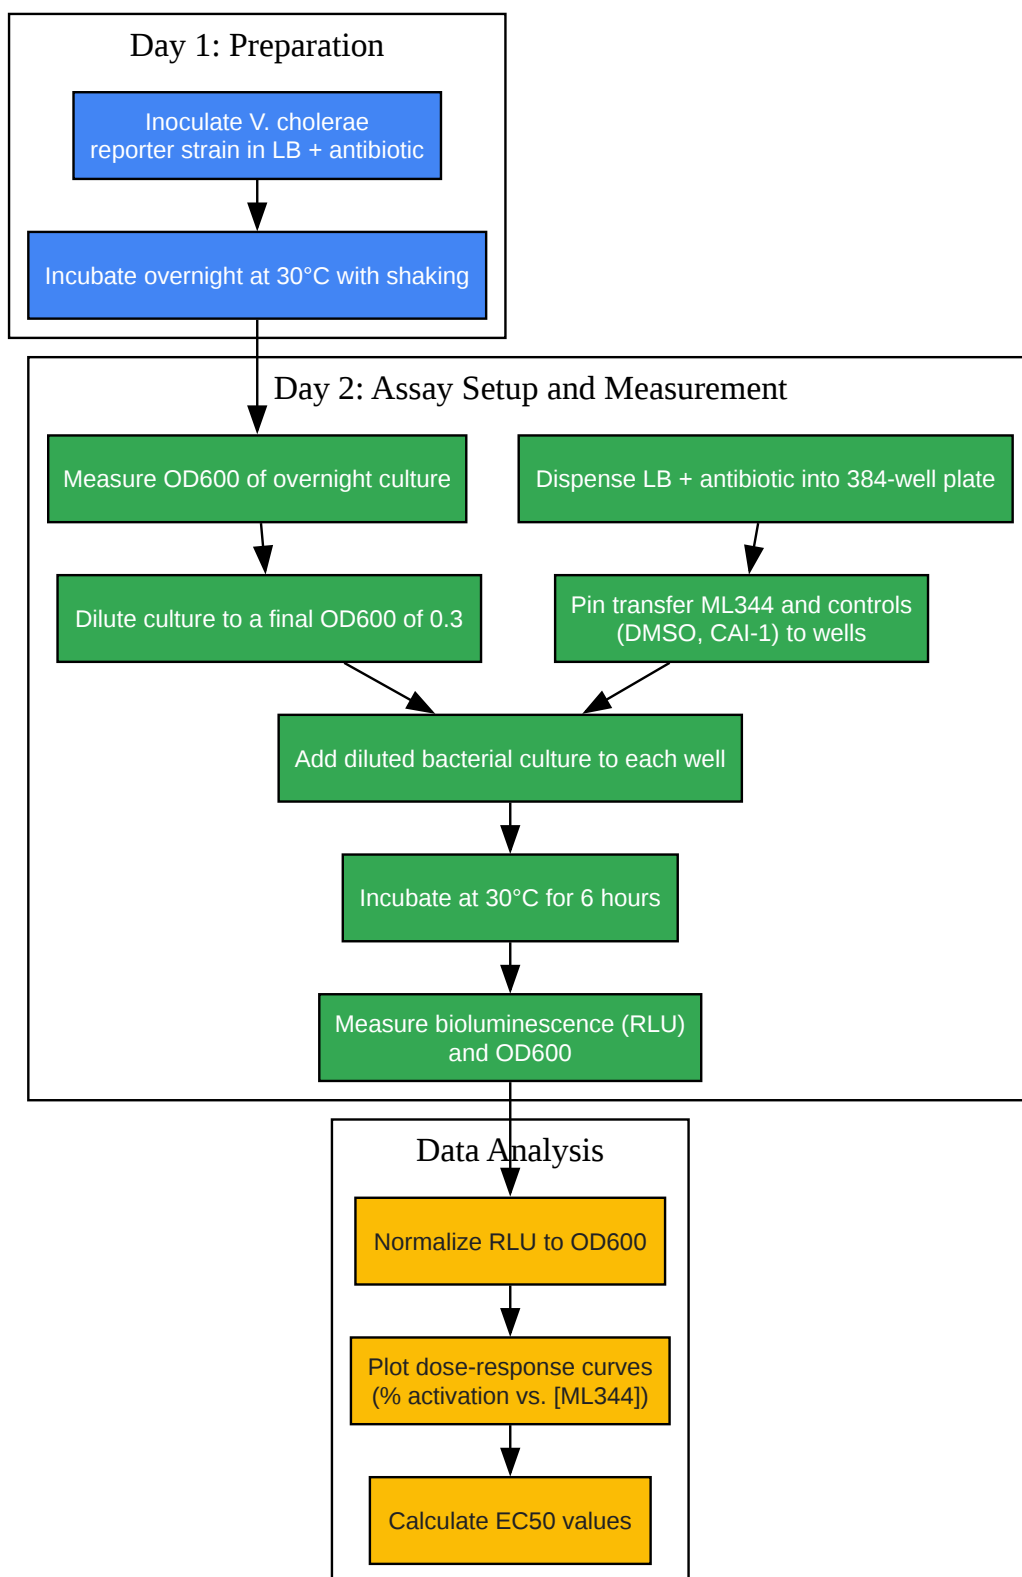 Day 1: Preparation
Inoculate V. cholerae
reporter strain in LB + antibiotic
Incubate overnight at 30°C with shaking
Day 2: Assay Setup and Measurement
Measure OD600 of overnight culture
Dispense LB + antibiotic into 384-well plate
Dilute culture to a final OD600 of 0.3
Pin transfer ML344 and controls
(DMSO, CAI-1) to wells
Add diluted bacterial culture to each well
Incubate at 30°C for 6 hours
Measure bioluminescence (RLU)
and OD600
Data Analysis
Normalize RLU to OD600
Plot dose-response curves
(% activation vs. [ML344])
Calculate EC50 values